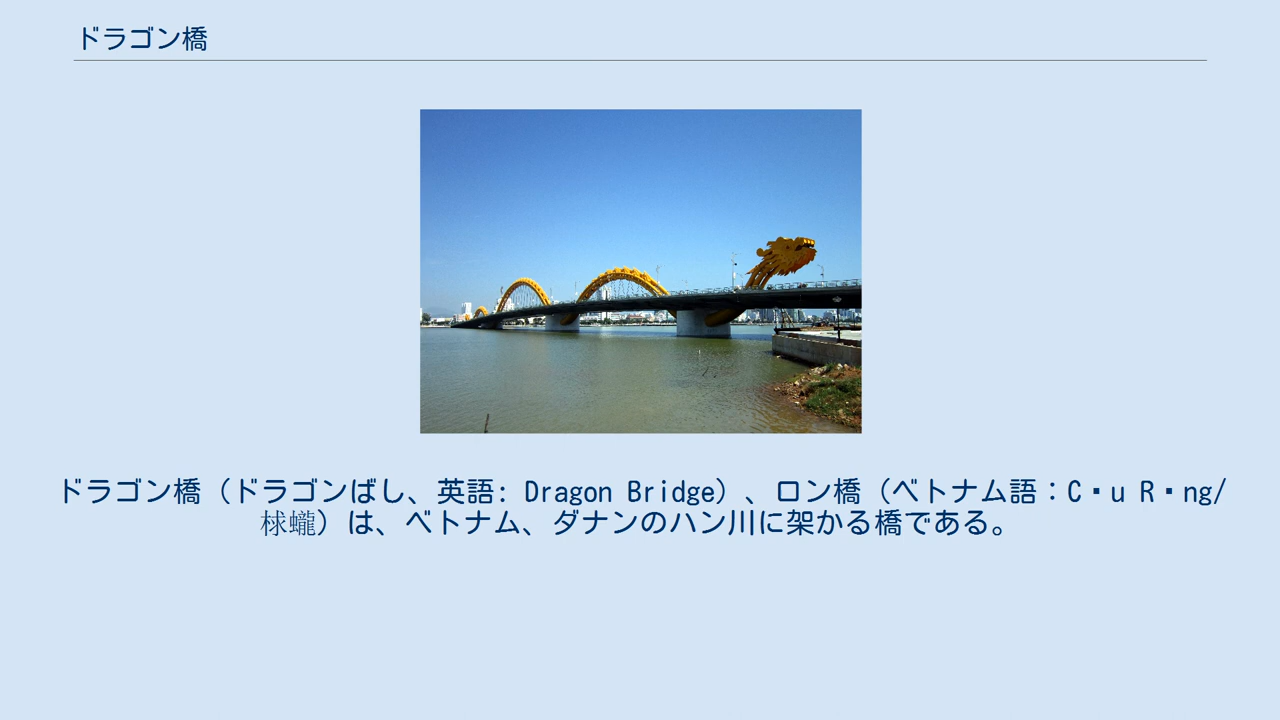 ドラゴン橋
ドラゴン橋（ドラゴンばし、英語: Dragon Bridge）、ロン橋（ベトナム語：C・u R・ng/
梂蠬）は、ベトナム、ダナンのハン川に架かる橋である。